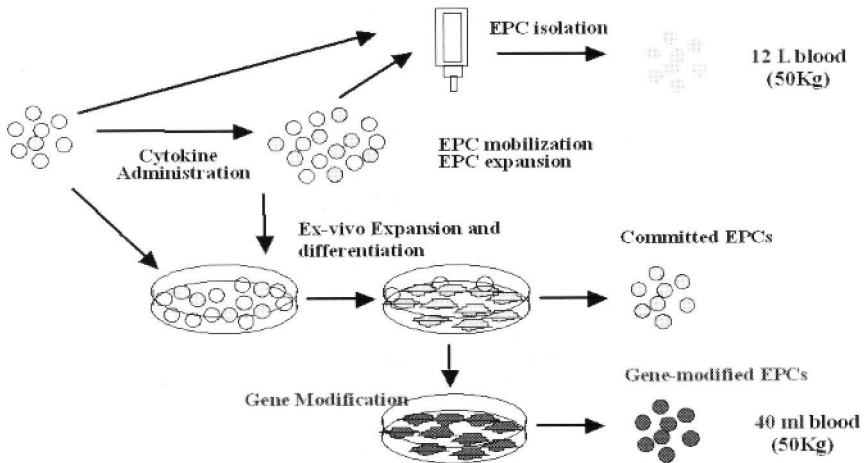 EPC isolation
12 L blood
(50Kg)
Cytokine
Administration
EPC mobilization
EPC expansion
Ex-vivo Expansion and
differentiation
Committed EPCs
Gene Modification
Gene-modified EPCs
40 ml blood
(50Kg)